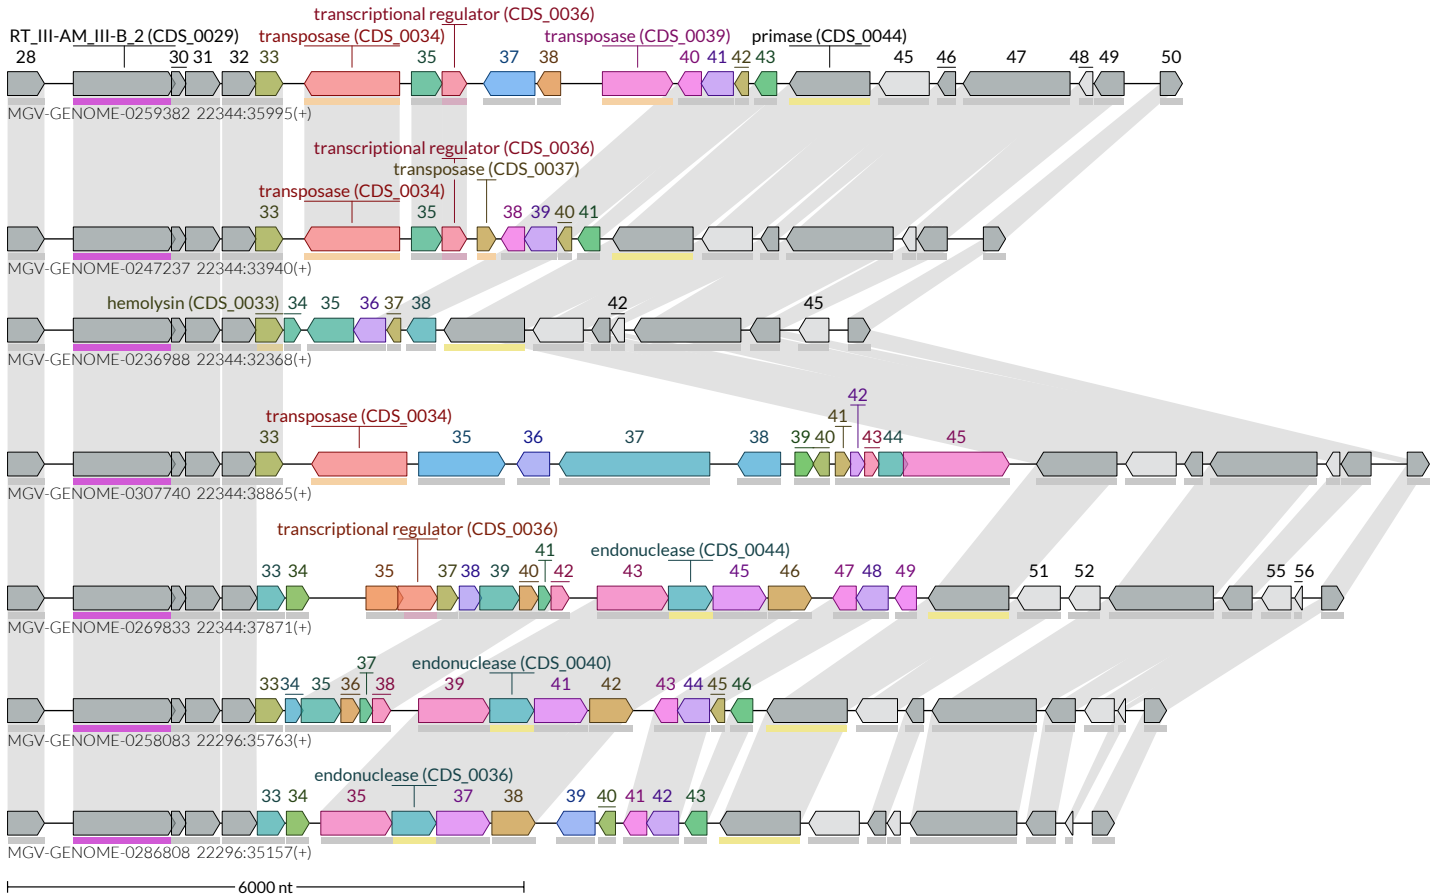 transcriptional regulator (CDS_0036)
RT_III-AM_III-B_2 (CDS_0029) transposase (CDS_0034) transposase (CDS_0039) primase (CDS_0044)
28 30 31 32 33 35 37 38 40 41 42 43 45 46 47 48 49 50
MGV-GENOME-0259382 22344:35995(+)
transcriptional regulator (CDS_0036)
transposase (CDS_0037)
transposase (CDS_0034)
33 35 38 39 40 41
MGV-GENOME-0247237 22344:33940(+)
hemolysin (CDS_0033) 34 35 36 37 38 42 45
MGV-GENOME-0236988 22344:32368(+)
42
transposase (CDS_0034) 41
33 35 36 37 38 39 40 43 44 45
MGV-GENOME-0307740 22344:38865(+)
transcriptional regulator (CDS_0036)
41 endonuclease (CDS_0044)
33 34 35 37 38 39 40 42 43 45 46 47 48 49 51 52 55 56
MGV-GENOME-0269833 22344:37871(+)
37 endonuclease (CDS_0040)
33 34 35 36 38 39 41 42 43 44 45 46
MGV-GENOME-0258083 22296:35763(+)
endonuclease (CDS_0036)
33 34 35 37 38 39 40 41 42 43
MGV-GENOME-0286808 22296:35157(+)
6000 nt